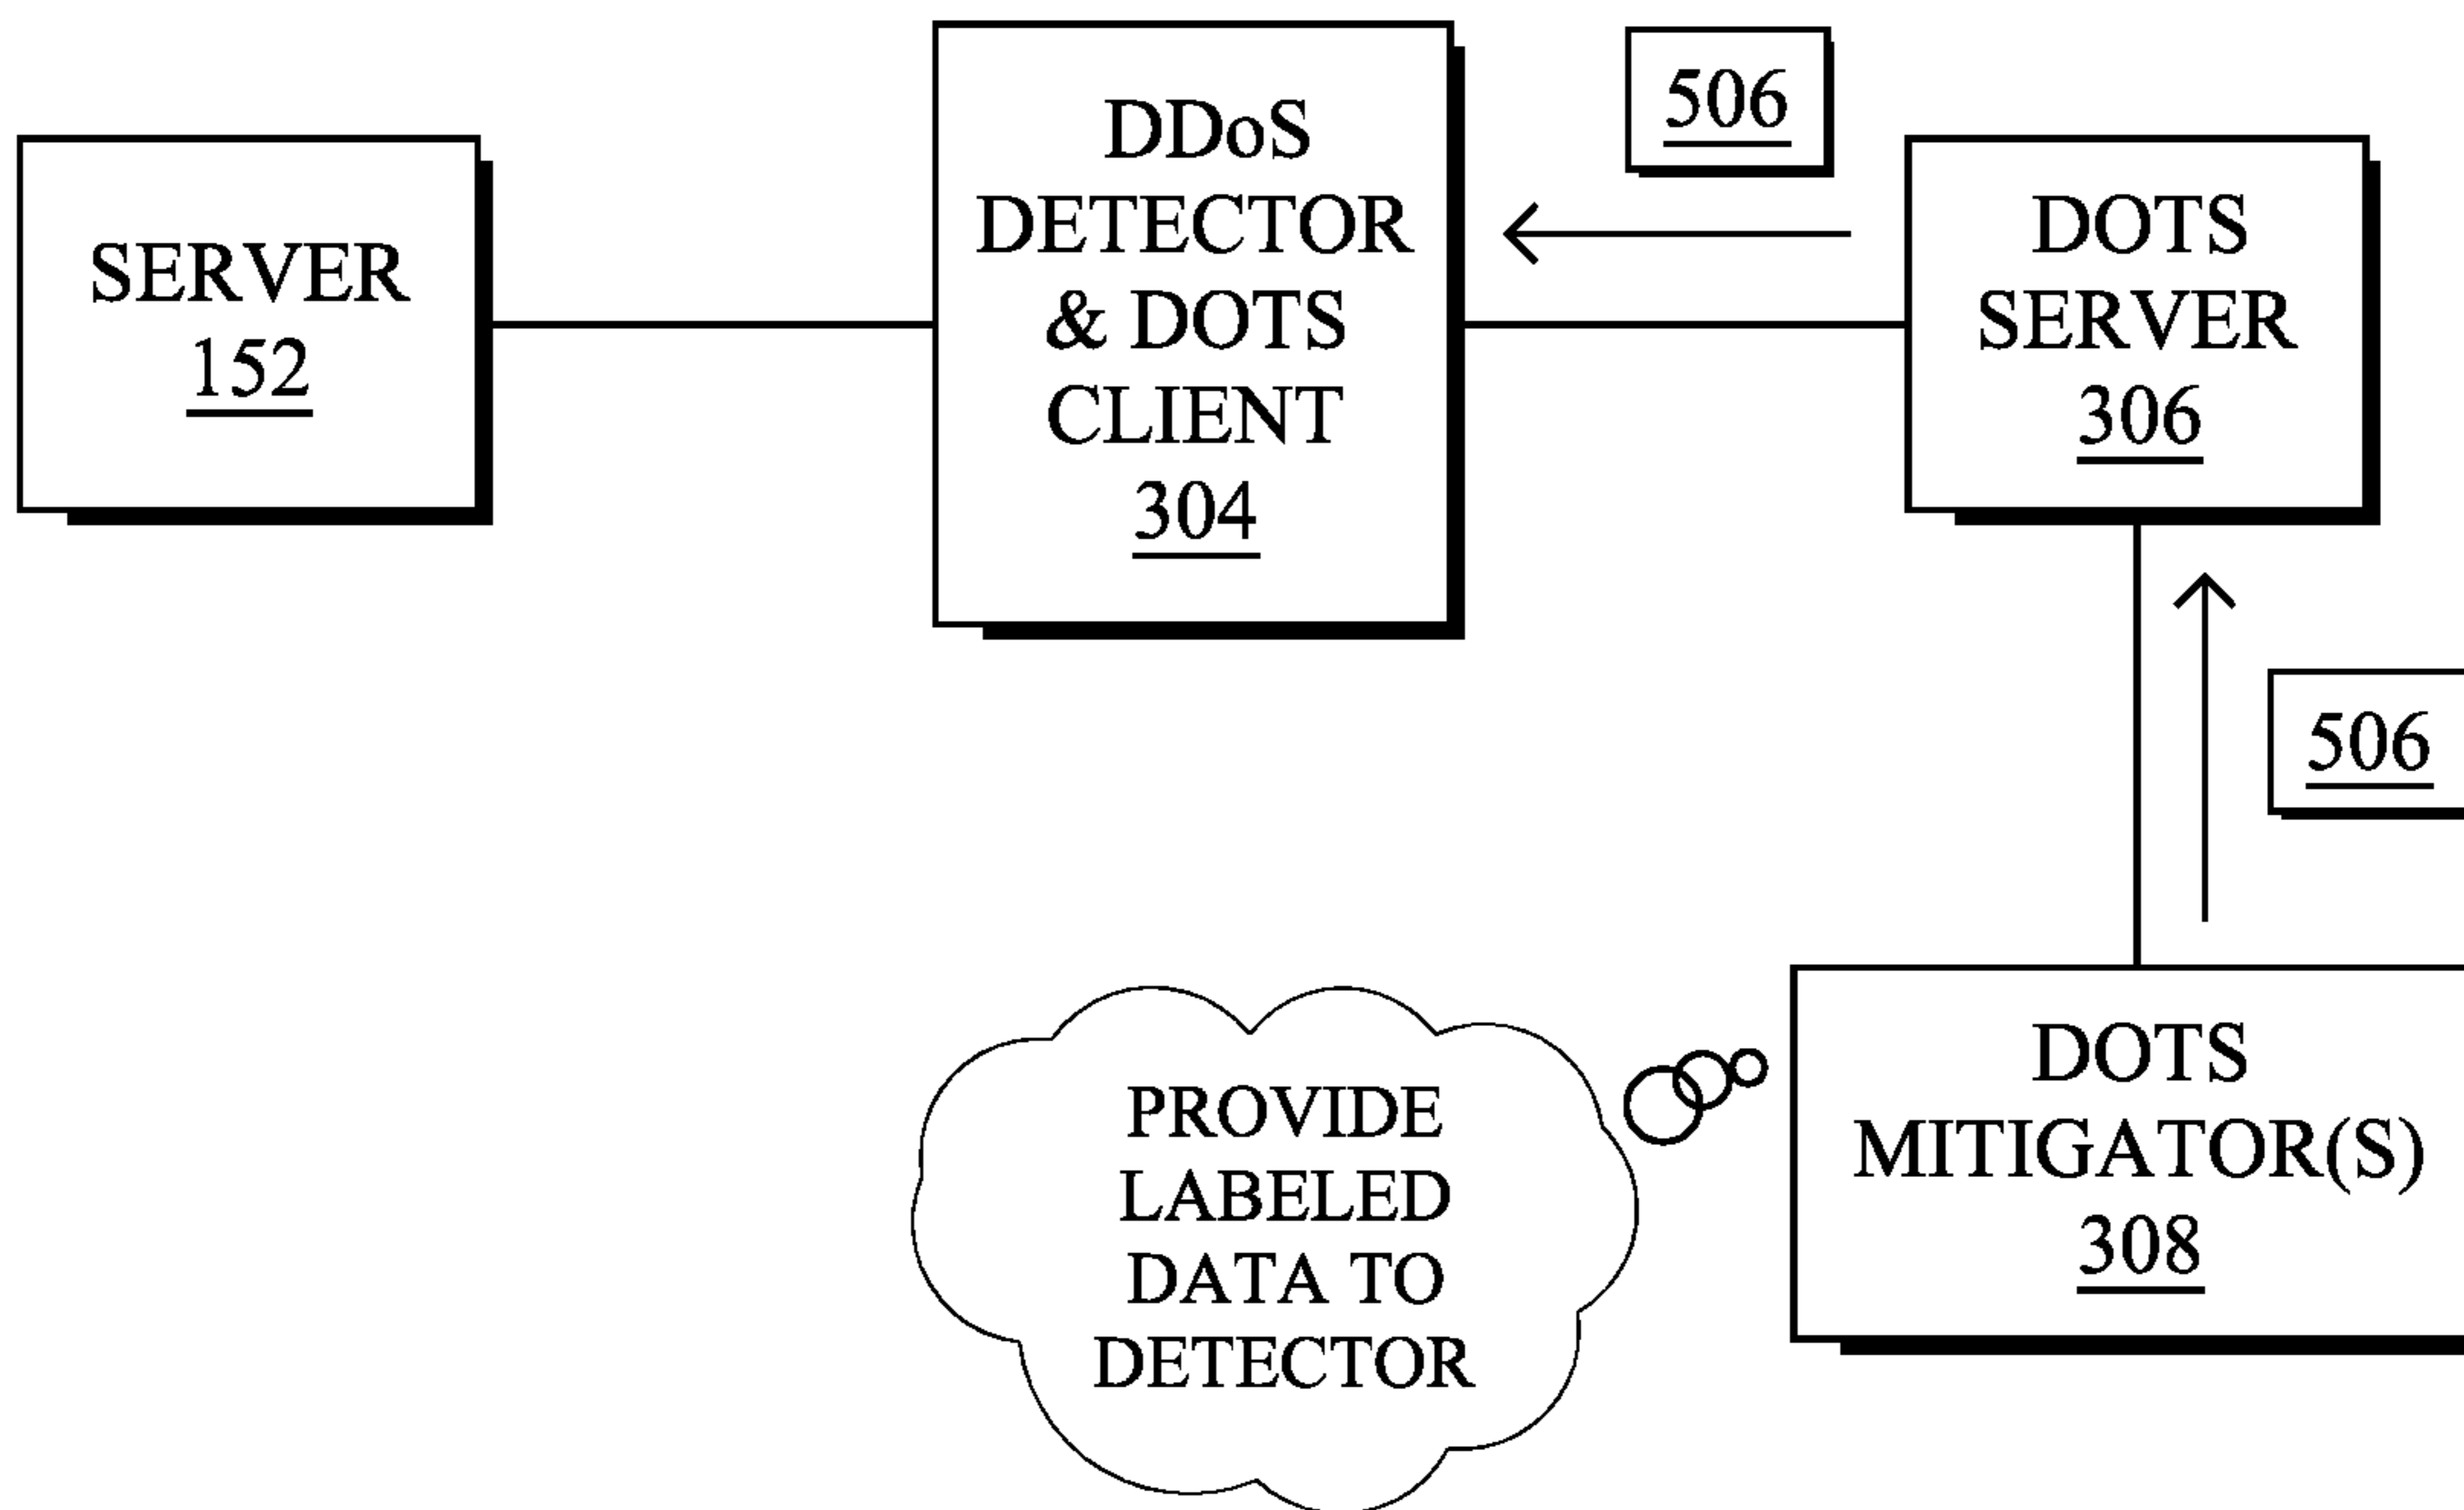 SERVER
152
DDoS
DETECTOR
& DOTS
CLIENT
304
506
DOTS
SERVER
306
506
PROVIDE
LABELED
DATA TO
DETECTOR
DOTS
MITIGATOR(S)
308